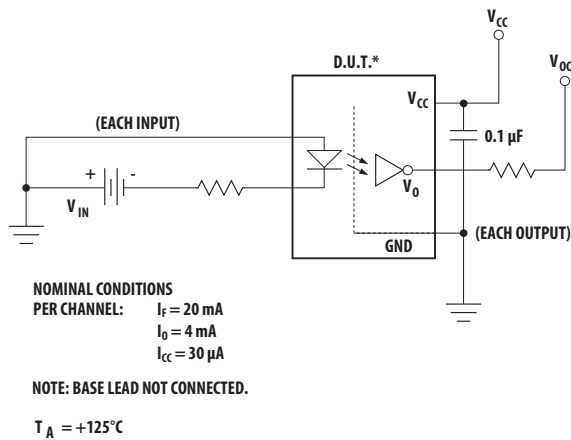 V CC
V OC
D.U.T.*
V CC
(EACH INPUT)
0.1 µF
+ -
V IN
V O
(EACH OUTPUT)
GND
NOMINAL CONDITIONS
PER CHANNEL: I F = 20 mA
I O = 4 mA
I CC = 30 µA
NOTE: BASE LEAD NOT CONNECTED.
T A = +125°C